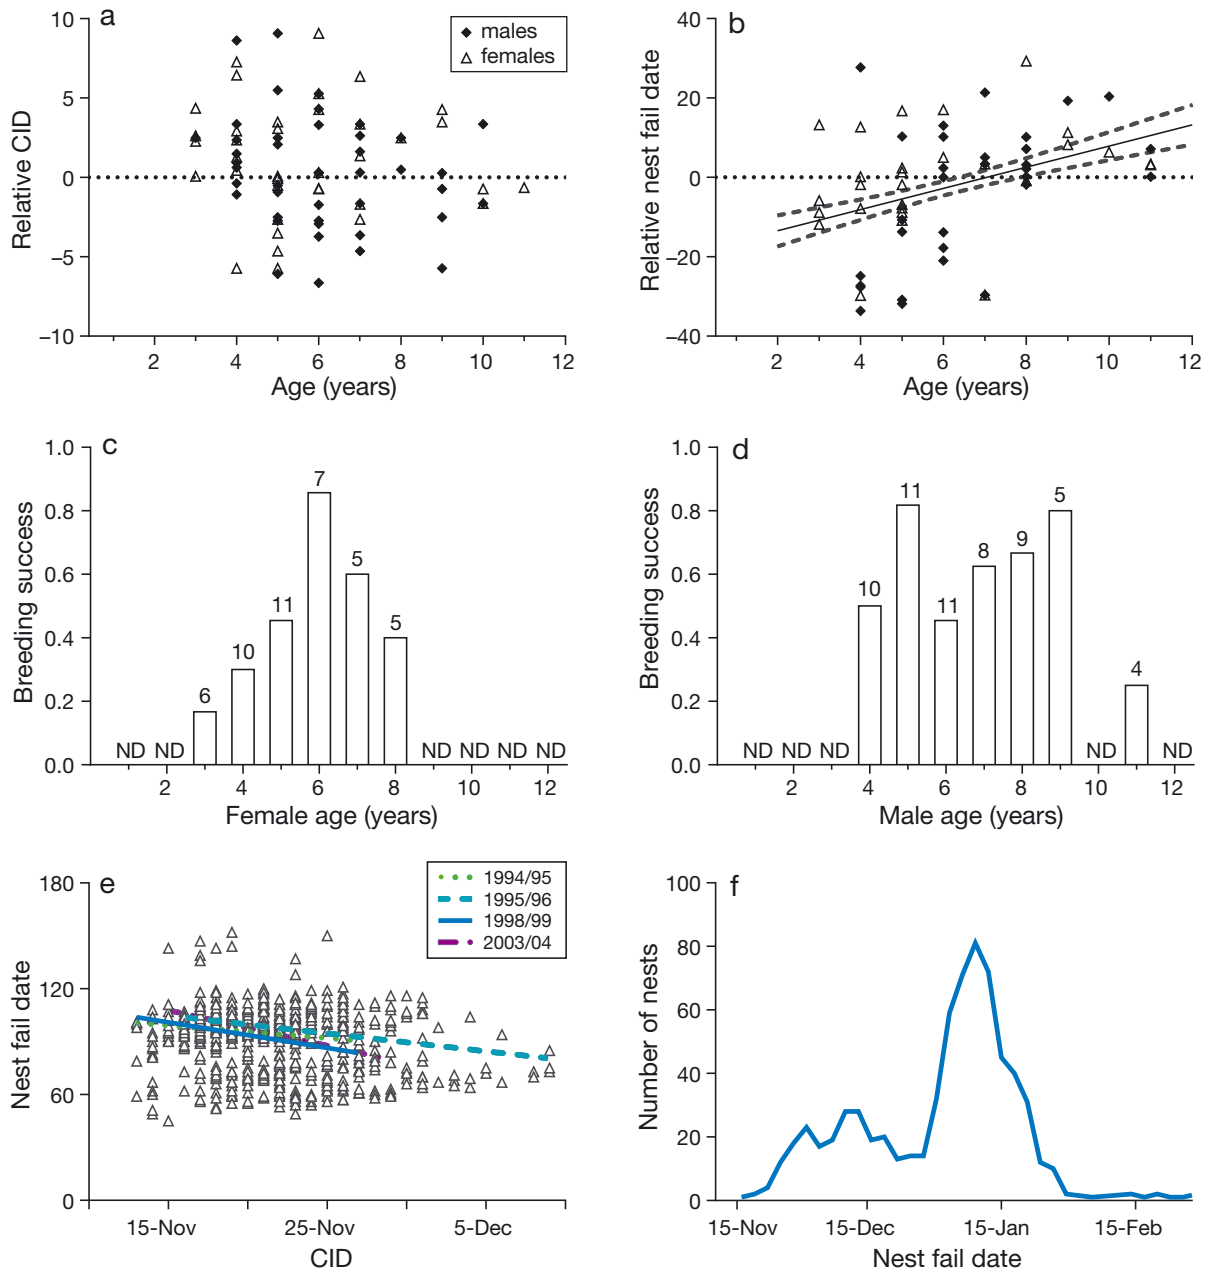 a
10
5
0
−5
−10
Relative CID
males
females
2 4 6 8 10 12
Age (years)
b
40
20
0
−20
−40
Relative nest fail date
2 4 6 8 10 12
Age (years)
c
1.0
0.8
0.6
0.4
0.2
0.0
Breeding success
7
5
11
10
5
6
ND ND ND ND ND ND
2 4 6 8 10 12
Female age (years)
d
1.0
0.8
0.6
0.4
0.2
0.0
Breeding success
11
5
9
8
10
11
4
ND ND ND ND ND
2 4 6 8 10 12
Male age (years)
e
180
120
60
0
Nest fail date
1994/95
1995/96
1998/99
2003/04
15-Nov 25-Nov 5-Dec
CID
f
100
80
60
40
20
0
Number of nests
15-Nov 15-Dec 15-Jan 15-Feb
Nest fail date